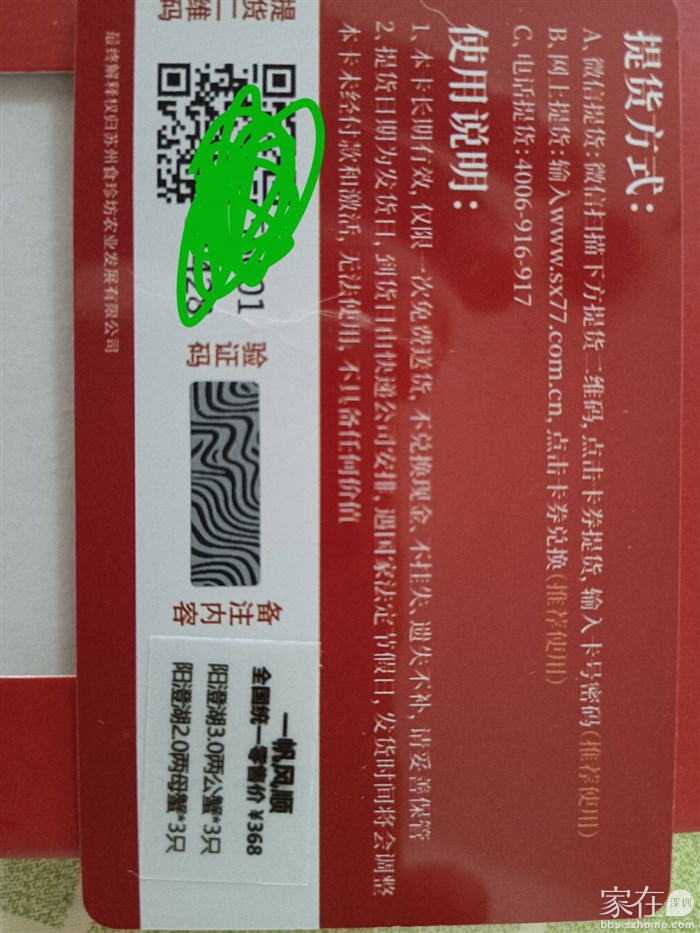 提货方式：
A、微信提货：微信扫描下方提货二维码，点击卡券提货，输入卡号密码(推荐使用)
B、网上提货：输入www.sx77.com.cn，点击卡券兑换(推荐使用)
C、电话提货：4006-916-917
使用说明：
1、本卡长期有效，仅限一次免费送货，不兑换现金、不挂失、遗失不补，请妥善保管
2、提货日期为发货日，到货日由快递公司安排，遇国家法定节假日，发货时间将会调整
本卡未经付款和激活，无法使用，不具备任何价值
提货二维码
01
428
验证码
备注内容
一帆风顺
全国统一零售价 ¥368
阳澄湖3.0两公蟹*3只
阳澄湖2.0两母蟹*3只
最终解释权归苏州食珍坊农业发展有限公司
家在深圳
bbs.szhome.com